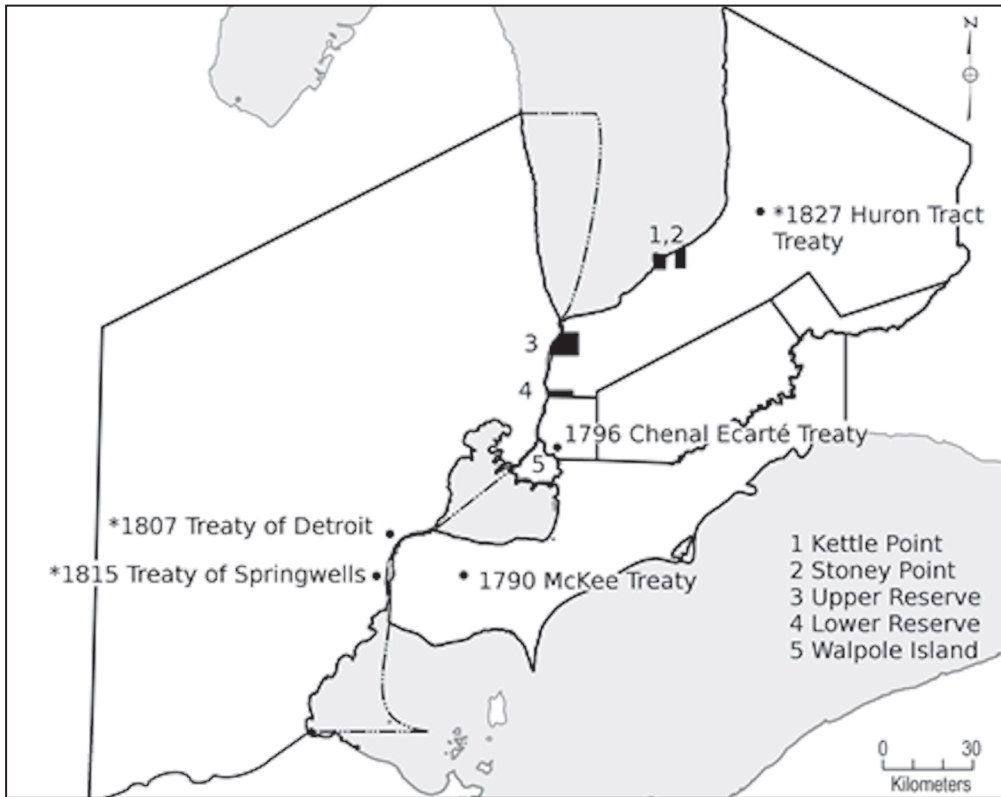 N
*1827 Huron Tract
Treaty
1,2
3
4
1796 Chenal Ecarté Treaty
5
*1807 Treaty of Detroit
*1815 Treaty of Springwells
1790 McKee Treaty
1 Kettle Point
2 Stoney Point
3 Upper Reserve
4 Lower Reserve
5 Walpole Island
0 30
Kilometers